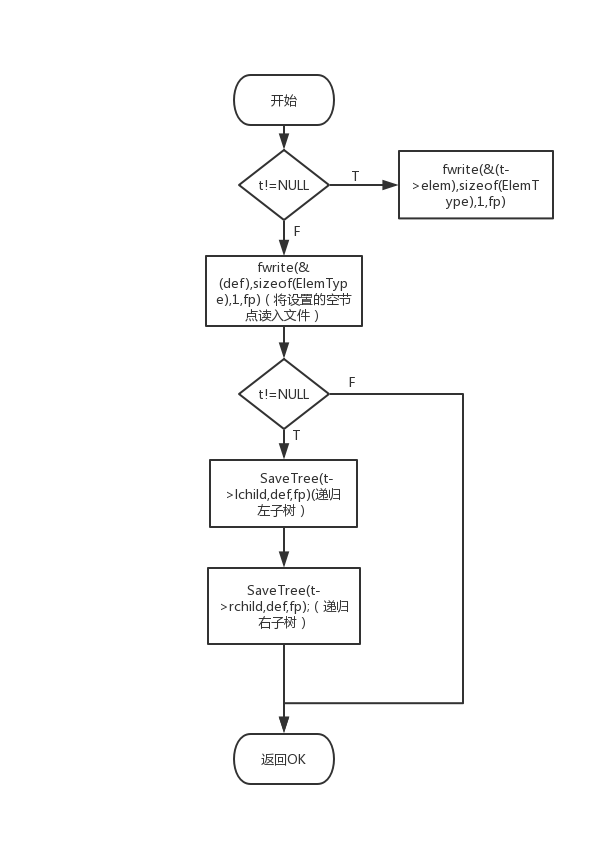 开始
t!=NULL
T
fwrite(&(t-
>elem),sizeof(ElemT
ype),1,fp)
F
fwrite(&
(def),sizeof(ElemTyp
e),1,fp)（将设置的空节
点读入文件）
t!=NULL
F
T
SaveTree(t-
>lchild,def,fp)(递归
左子树）
SaveTree(t-
>rchild,def,fp);（递归
右子树）
返回OK